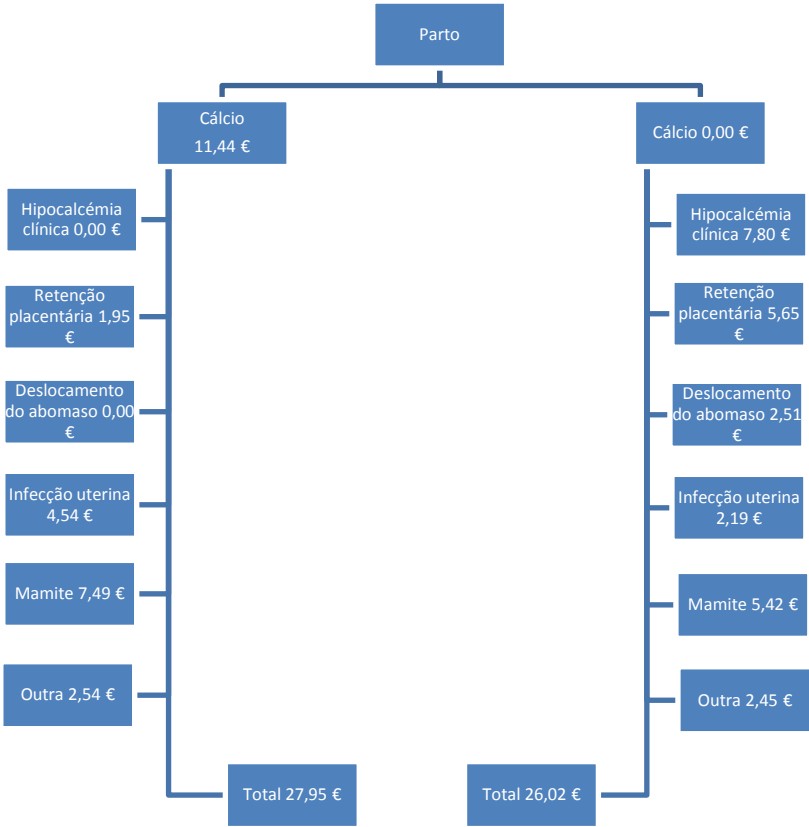 Parto
Cálcio
11,44 €
Hipocalcémia
clínica 0,00 €
Retenção
placentária 1,95
€
Deslocamento
do abomaso 0,00
€
Infecção uterina
4,54 €
Mamite 7,49 €
Outra 2,54 €
Total 27,95 €
Cálcio 0,00 €
Hipocalcémia
clínica 7,80 €
Retenção
placentária 5,65
€
Deslocamento
do abomaso 2,51
€
Infecção uterina
2,19 €
Mamite 5,42 €
Outra 2,45 €
Total 26,02 €